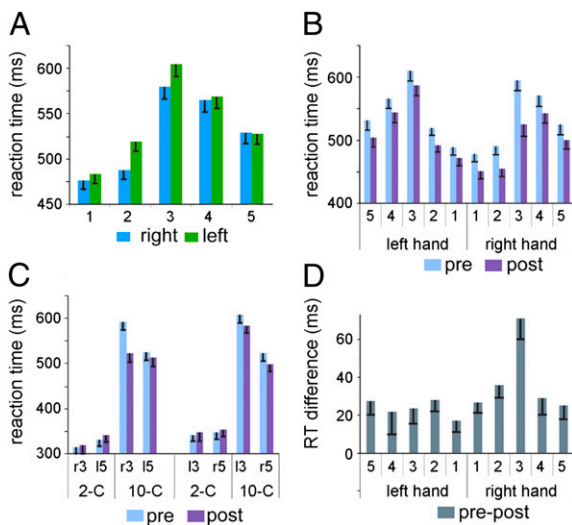 A
reaction time (ms)
600
550
500
450
1 2 3 4 5
right left
B
reaction time (ms)
600
500
400
5 4 3 2 1 1 2 3 4 5
left hand right hand
pre post
C
reaction time (ms)
600
500
400
300
r3 l5 r3 l5 l3 r5 l3 r5
2-C 10-C 2-C 10-C
pre post
D
RT difference (ms)
60
40
20
0
5 4 3 2 1 1 2 3 4 5
left hand right hand
pre-post